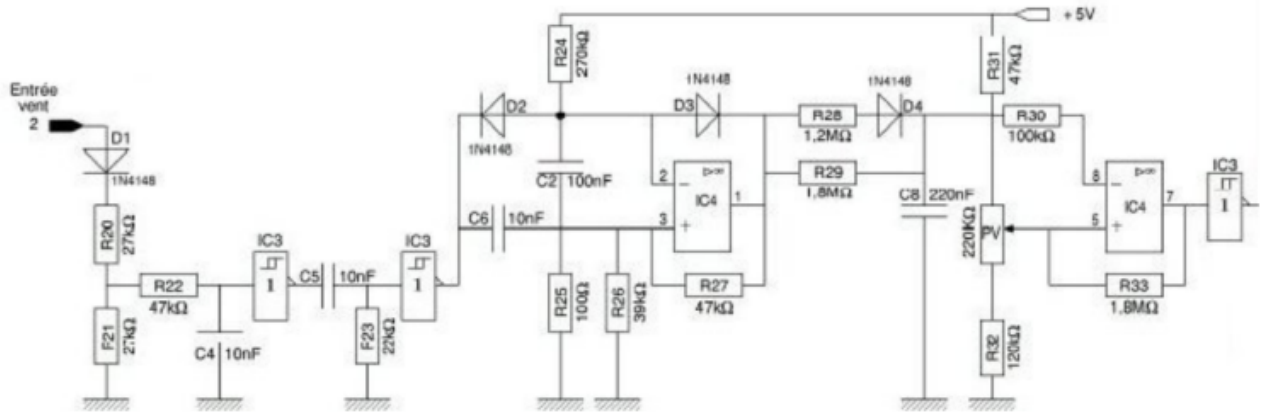 + 5V
R24
270kΩ
R31
47kΩ
Entrée
vent
2
D1
1N4148
D2
1N4148
1N4148
D3
R28
1,2MΩ
1N4148
D4
R30
100kΩ
R20
27kΩ
C2 100nF
2
-
▷∞
IC4
1
3
+
R29
1,8MΩ
C8
220nF
6
-
▷∞
IC4
7
5
+
IC3
1
C6
10nF
IC3
1
C5
10nF
IC3
1
R22
47kΩ
C4
10nF
F21
27kΩ
F23
22kΩ
R25
100Ω
R26
39kΩ
R27
47kΩ
220KΩ
PV
R33
1,8MΩ
R32
120kΩ